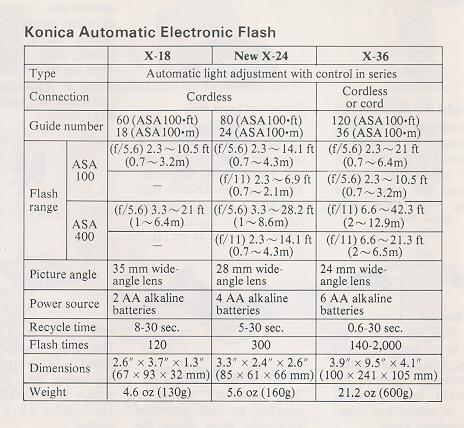 Konica Automatic Electronic Flash
X-18 New X-24 X-36
Type Automatic light adjustment with control in series
Connection Cordless Cordless
or cord
Guide number 60 (ASA100•ft) 80 (ASA100•ft) 120 (ASA100•ft)
18 (ASA100•m) 24 (ASA100•m) 36 (ASA100•m)
Flash range ASA 100 (f/5.6) 2.3~10.5 ft (f/5.6) 2.3~14.1 ft (f/5.6) 2.3~21 ft
(0.7~3.2m) (0.7~4.3m) (0.7~6.4m)
— (f/11) 2.3~6.9 ft (f/5.6) 2.3~10.5 ft
(0.7~2.1m) (0.7~3.2m)
ASA 400 (f/5.6) 3.3~21 ft (f/5.6) 3.3~28.2 ft (f/11) 6.6~42.3 ft
(1~6.4m) (1~8.6m) (2~12.9m)
— (f/11) 2.3~14.1 ft (f/11) 6.6~21.3 ft
(0.7~4.3m) (2~6.5m)
Picture angle 35 mm wide- 28 mm wide- 24 mm wide-
angle lens angle lens angle lens
Power source 2 AA alkaline 4 AA alkaline 6 AA alkaline
batteries batteries batteries
Recycle time 8-30 sec. 5-30 sec. 0.6-30 sec.
Flash times 120 300 140-2,000
Dimensions 2.6″ × 3.7″ × 1.3″ 3.3″ × 2.4″ × 2.6″ 3.9″ × 9.5″ × 4.1″
(67 × 93 × 32 mm) (85 × 61 × 66 mm) (100 × 241 × 105 mm)
Weight 4.6 oz (130g) 5.6 oz (160g) 21.2 oz (600g)